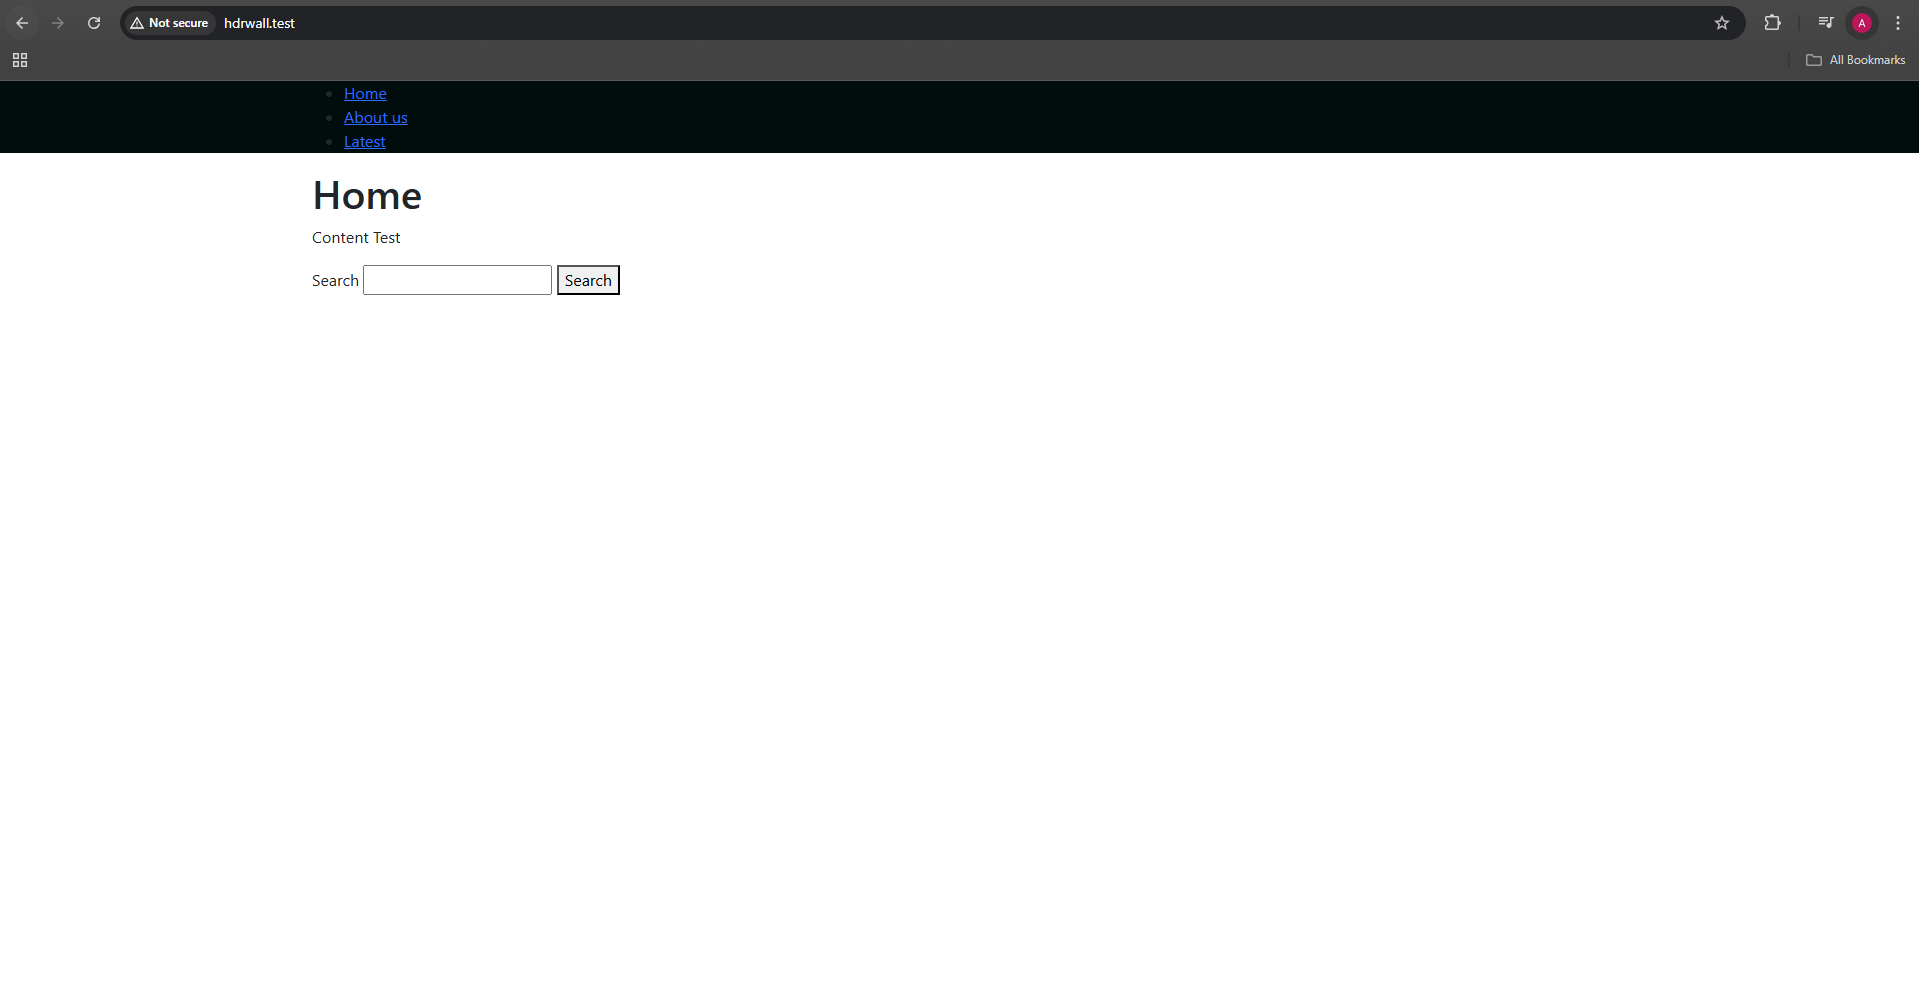 Not secure hdrwall.test A
All Bookmarks
Home
About us
Latest
Home
Content Test
Search Search